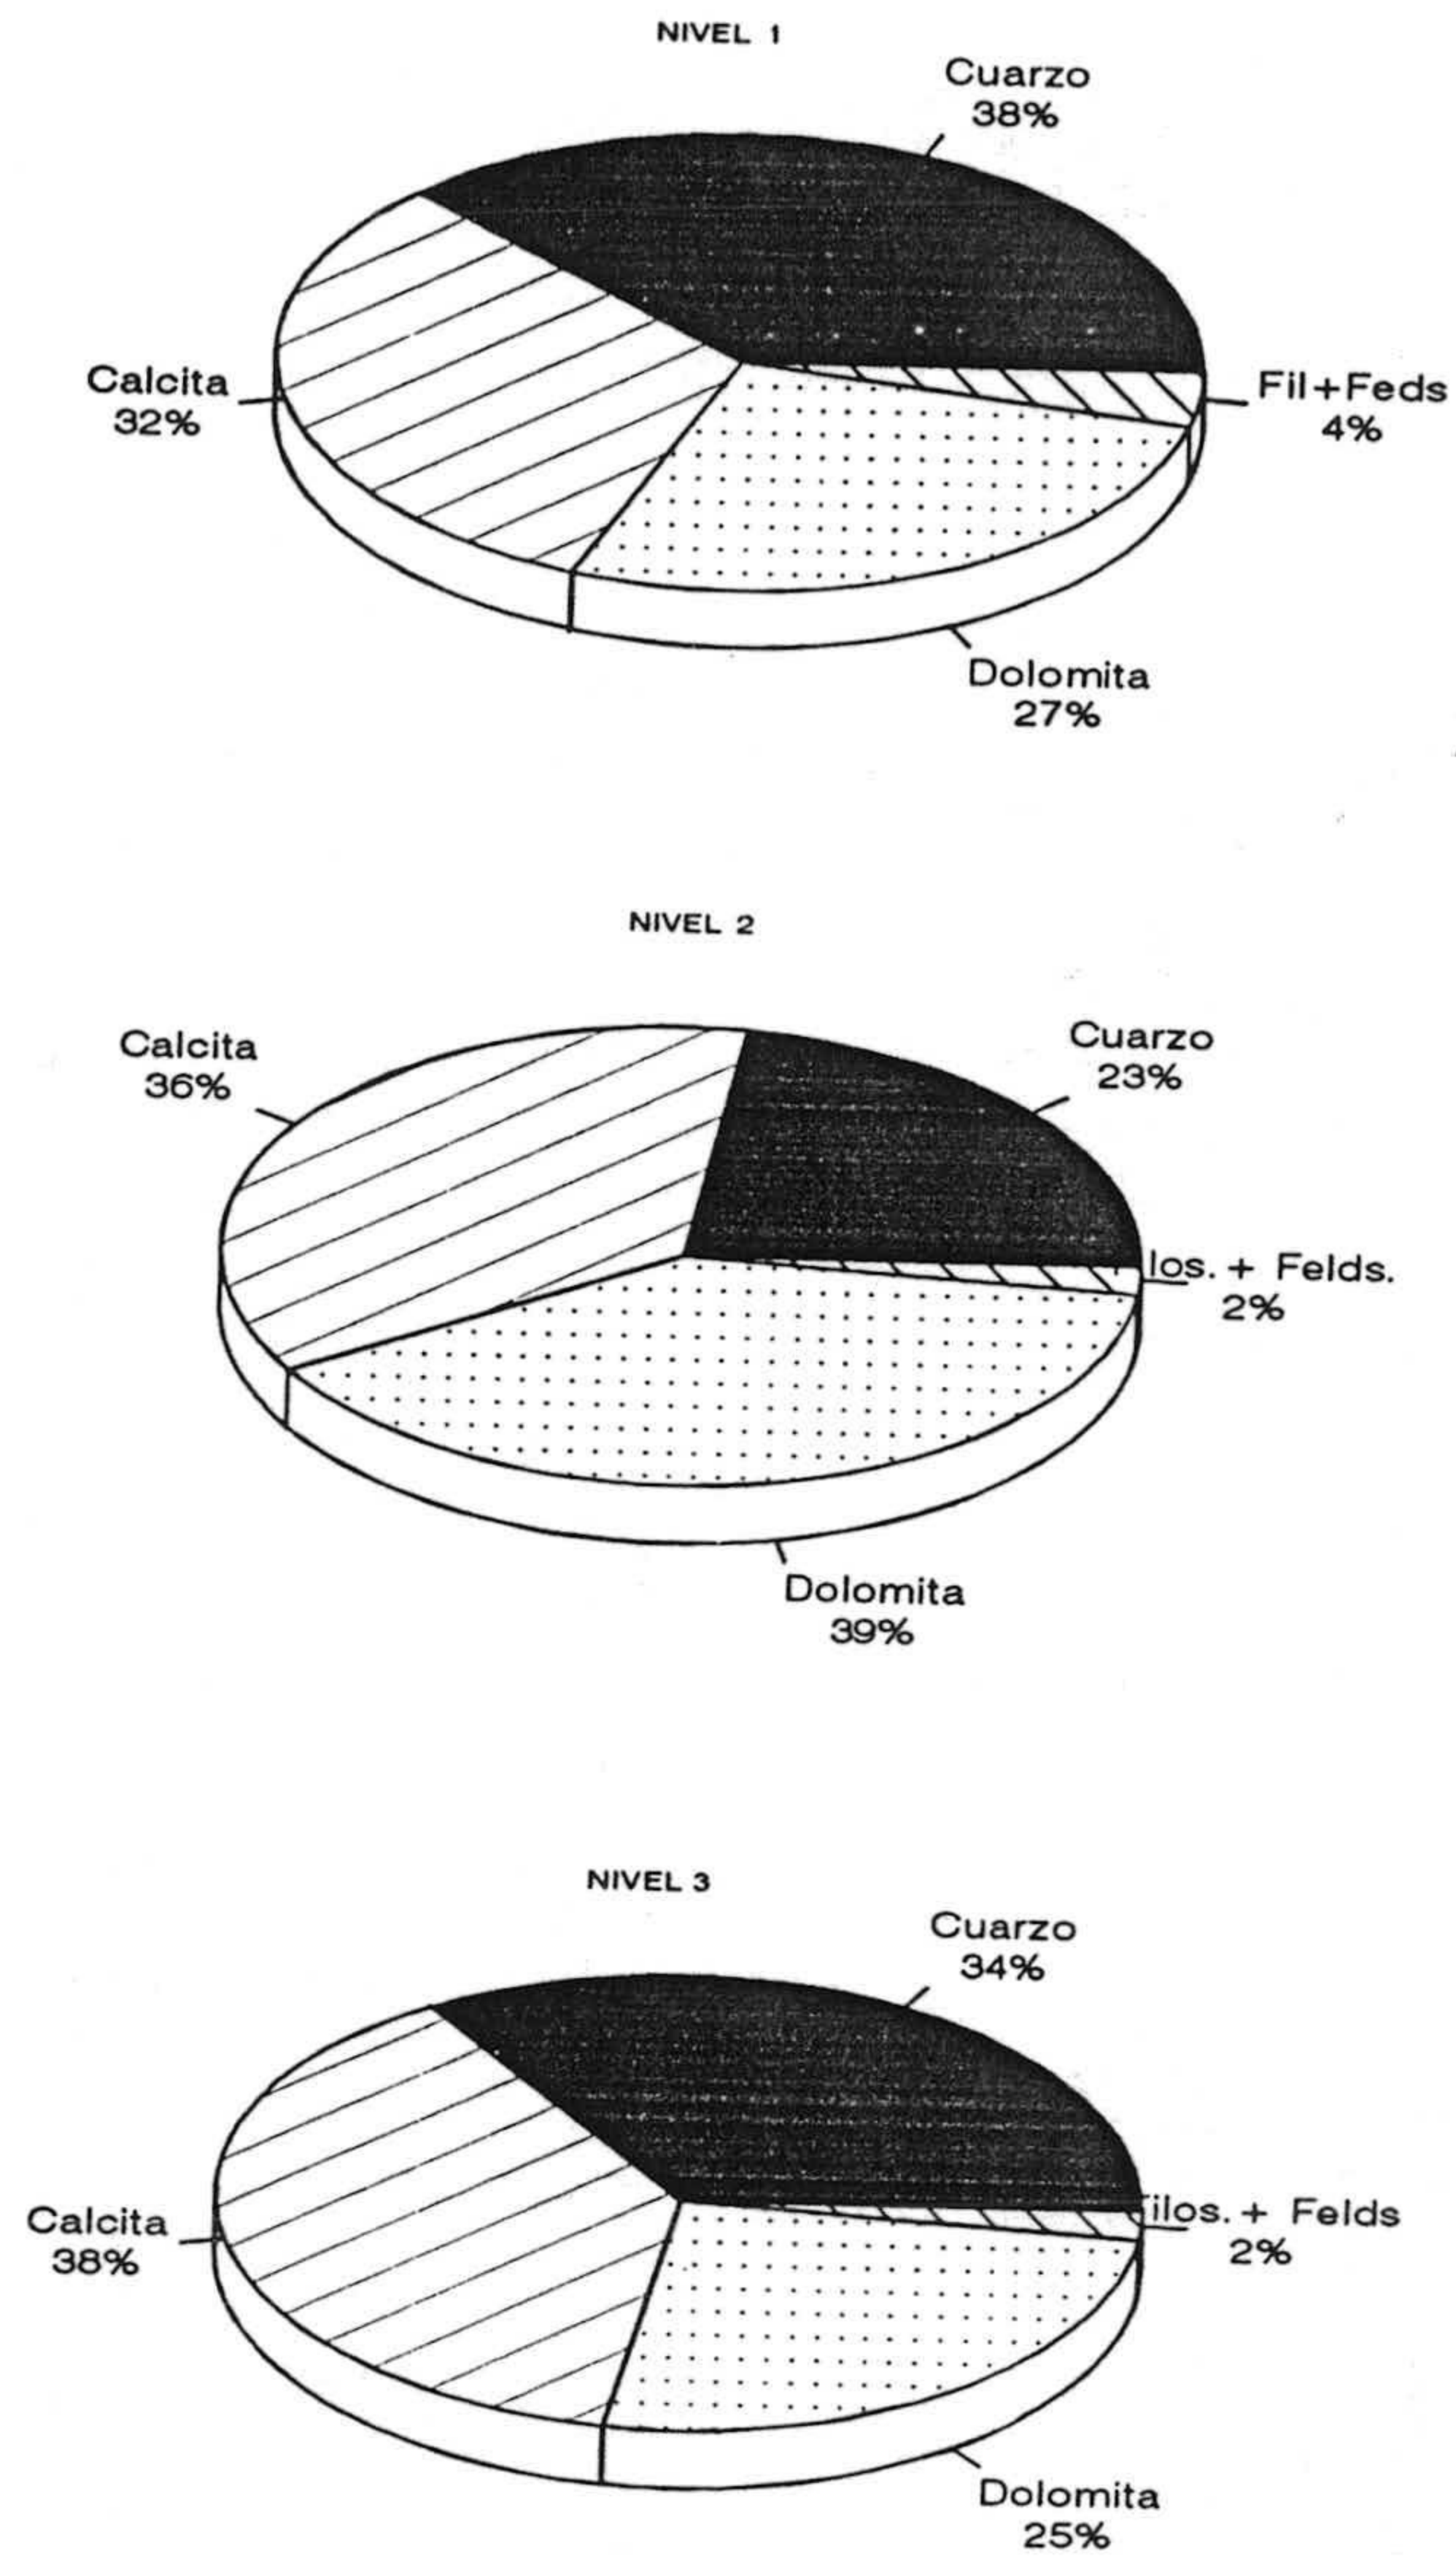 NIVEL 1
Cuarzo
38%
Calcita
32%
Fil+Feds
4%
Dolomita
27%
NIVEL 2
Calcita
36%
Cuarzo
23%
los. + Felds.
2%
Dolomita
39%
NIVEL 3
Cuarzo
34%
Calcita
38%
ilos. + Felds
2%
Dolomita
25%